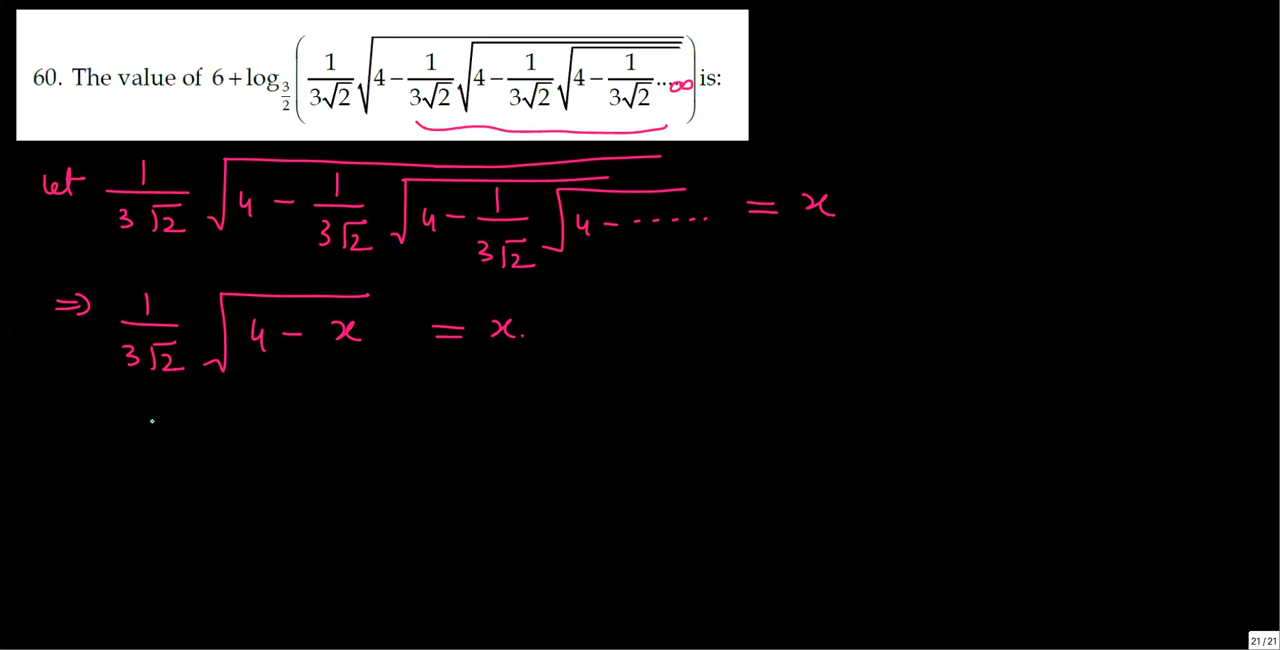 60. The value of 6 + log_{3/2} ( 1/(3√2) √(4 − 1/(3√2) √(4 − 1/(3√2) √(4 − 1/(3√2) ...∞))) ) is:
let 1/(3√2) √(4 − 1/(3√2) √(4 − 1/(3√2) √(4 − ......))) = x
⇒ 1/(3√2) √(4 − x) = x.
21 / 21